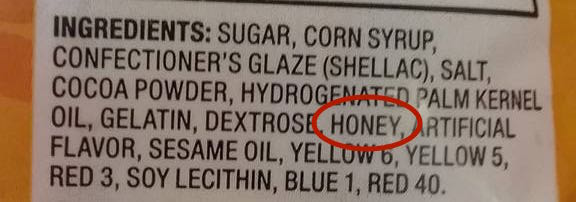 INGREDIENTS: SUGAR, CORN SYRUP,
CONFECTIONER'S GLAZE (SHELLAC), SALT,
COCOA POWDER, HYDROGENATED PALM KERNEL
OIL, GELATIN, DEXTROSE, HONEY, ARTIFICIAL
FLAVOR, SESAME OIL, YELLOW 6, YELLOW 5,
RED 3, SOY LECITHIN, BLUE 1, RED 40.